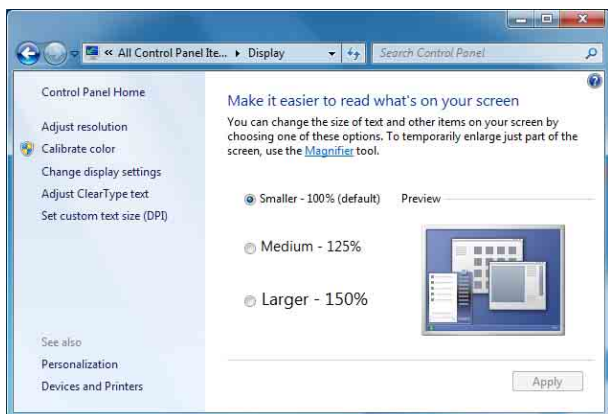 « All Control Panel Ite... ▸ Display
Search Control Panel
Control Panel Home
Adjust resolution
Calibrate color
Change display settings
Adjust ClearType text
Set custom text size (DPI)
See also
Personalization
Devices and Printers
Make it easier to read what's on your screen
You can change the size of text and other items on your screen by
choosing one of these options. To temporarily enlarge just part of the
screen, use the Magnifier tool.
Smaller - 100% (default)
Preview
Medium - 125%
Larger - 150%
Apply